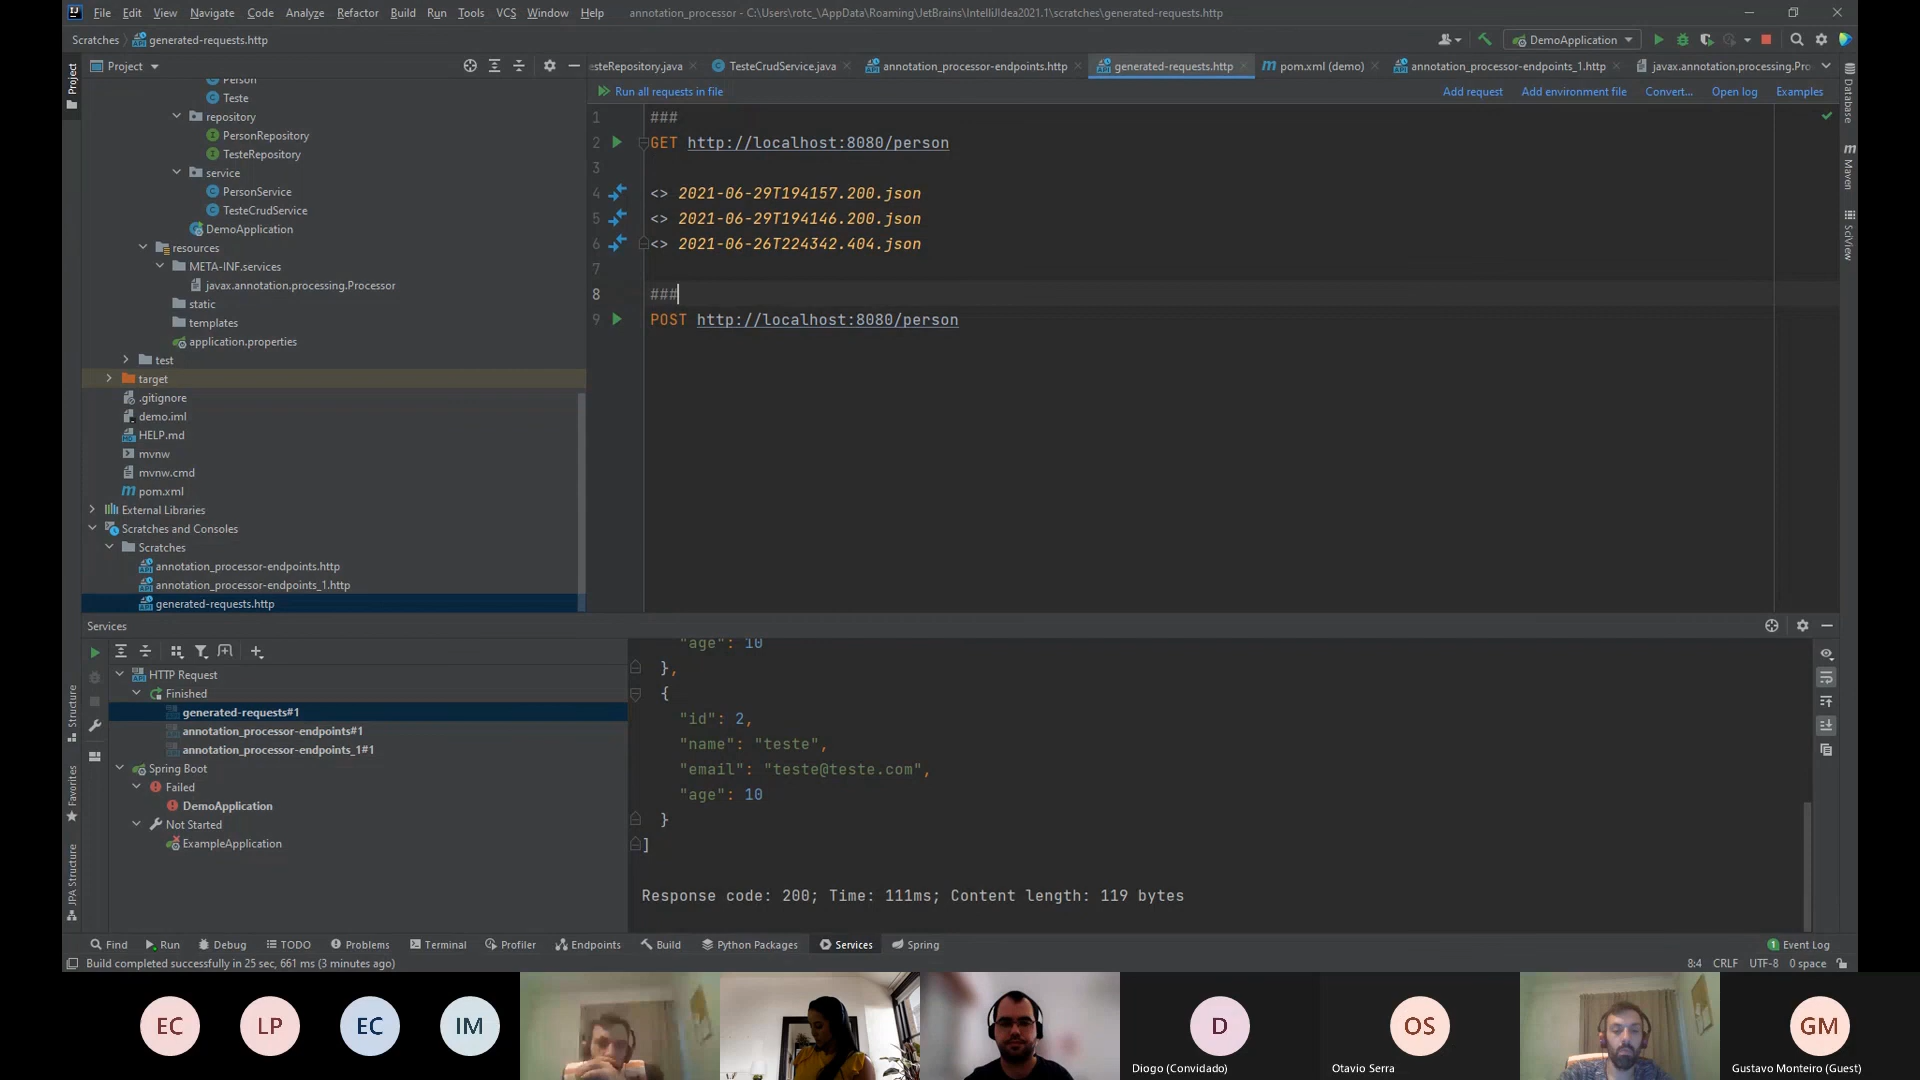 File Edit View Navigate Code Analyze Refactor Build Run Tools VCS Window Help annotation_processor - C:\Users\rotc_\AppData\Roaming\JetBrains\IntelliJIdea2021.1\scratches\generated-requests.http
Scratches generated-requests.http DemoApplication
Project
Project
esteRepository.java TesteCrudService.java annotation_processor-endpoints.http generated-requests.http pom.xml (demo) annotation_processor-endpoints_1.http javax.annotation.processing.Pro
Run all requests in file Add request Add environment file Convert... Open log Examples
Person
Teste
repository
PersonRepository
TesteRepository
service
PersonService
TesteCrudService
DemoApplication
resources
META-INF.services
javax.annotation.processing.Processor
static
templates
application.properties
test
target
.gitignore
demo.iml
HELP.md
mvnw
mvnw.cmd
pom.xml
External Libraries
Scratches and Consoles
Scratches
annotation_processor-endpoints.http
annotation_processor-endpoints_1.http
generated-requests.http
1 ###
2 GET http://localhost:8080/person
3
4 <> 2021-06-29T194157.200.json
5 <> 2021-06-29T194146.200.json
6 <> 2021-06-26T224342.404.json
7
8 ###
9 POST http://localhost:8080/person
Database
Maven
SciView
Services
HTTP Request
Finished
generated-requests#1
annotation_processor-endpoints#1
annotation_processor-endpoints_1#1
Spring Boot
Failed
DemoApplication
Not Started
ExampleApplication
Structure
Favorites
JPA Structure
"age": 10
},
{
"id": 2,
"name": "teste",
"email": "teste@teste.com",
"age": 10
}
]
Response code: 200; Time: 111ms; Content length: 119 bytes
Find Run Debug TODO Problems Terminal Profiler Endpoints Build Python Packages Services Spring 1 Event Log
Build completed successfully in 25 sec, 661 ms (3 minutes ago) 8:4 CRLF UTF-8 0 space
EC LP EC IM D OS GM
Diogo (Convidado) Otavio Serra Gustavo Monteiro (Guest)